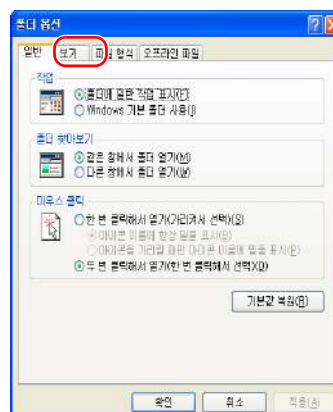 폴더 옵션
일반 보기 파일 형식 오프라인 파일
작업
폴더에 일반 작업 표시(E)
Windows 기본 폴더 사용(I)
폴더 찾아보기
같은 창에서 폴더 열기(M)
다른 창에서 폴더 열기(W)
마우스 클릭
한 번 클릭해서 열기(가리켜서 선택)(S)
아이콘 이름에 항상 밑줄 표시(B)
아이콘을 가리킬 때만 아이콘 이름에 밑줄 표시(P)
두 번 클릭해서 열기(한 번 클릭해서 선택)(D)
기본값 복원(R)
확인 취소 적용(A)